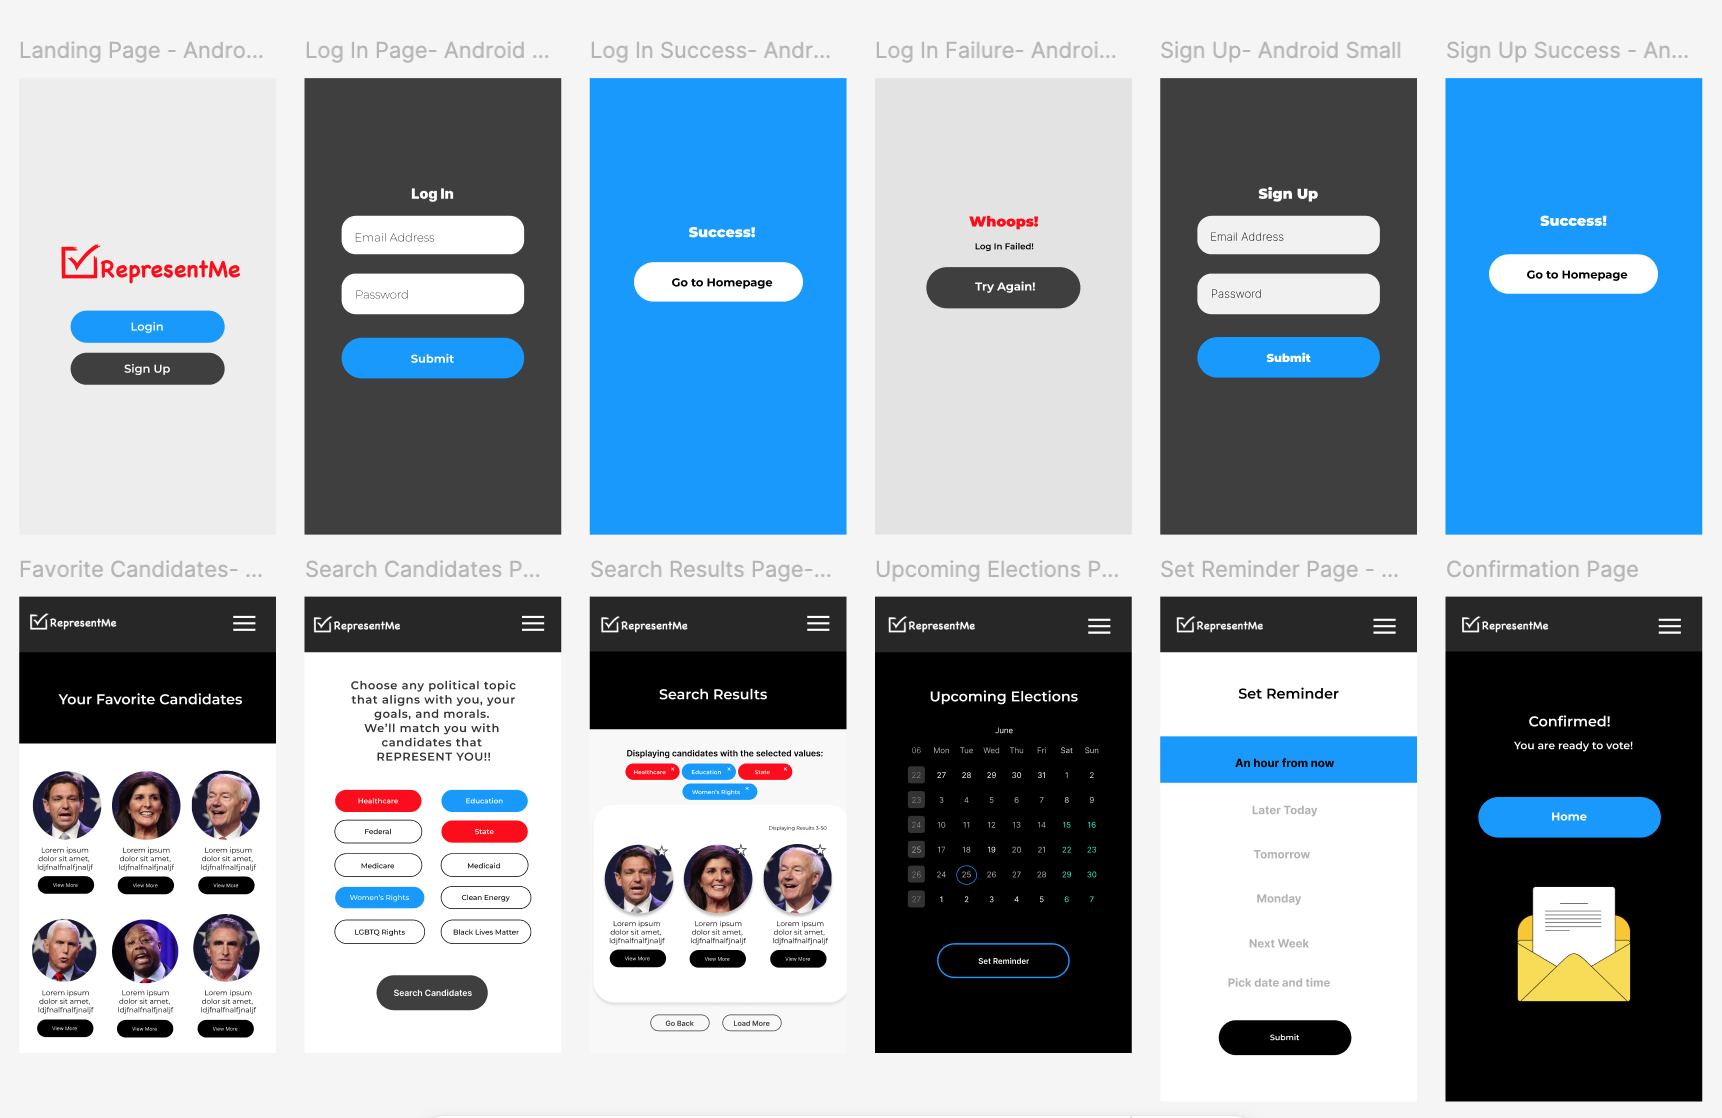 Landing Page - Andro...
Log In Page- Android ...
Log In Success- Andr...
Log In Failure- Androi...
Sign Up- Android Small
Sign Up Success - An...
RepresentMe
Login
Sign Up
Log In
Email Address
Password
Submit
Success!
Go to Homepage
Whoops!
Log In Failed!
Try Again!
Sign Up
Email Address
Password
Submit
Success!
Go to Homepage
Favorite Candidates- ...
Search Candidates P...
Search Results Page-...
Upcoming Elections P...
Set Reminder Page - ...
Confirmation Page
RepresentMe
Your Favorite Candidates
Lorem ipsum
dolor sit amet,
ldjfnalfnalfjnaljf
View More
Lorem ipsum
dolor sit amet,
ldjfnalfnalfjnaljf
View More
Lorem ipsum
dolor sit amet,
ldjfnalfnalfjnaljf
View More
Lorem ipsum
dolor sit amet,
ldjfnalfnalfjnaljf
View More
Lorem ipsum
dolor sit amet,
ldjfnalfnalfjnaljf
View More
Lorem ipsum
dolor sit amet,
ldjfnalfnalfjnaljf
View More
RepresentMe
Choose any political topic
that aligns with you, your
goals, and morals.
We'll match you with
candidates that
REPRESENT YOU!!
Healthcare
Education
Federal
State
Medicare
Medicaid
Women's Rights
Clean Energy
LGBTQ Rights
Black Lives Matter
Search Candidates
RepresentMe
Search Results
Displaying candidates with the selected values:
Healthcare x
Education x
State x
Women's Rights x
Displaying Results 3-50
Lorem ipsum
dolor sit amet,
ldjfnalfnalfjnaljf
View More
Lorem ipsum
dolor sit amet,
ldjfnalfnalfjnaljf
View More
Lorem ipsum
dolor sit amet,
ldjfnalfnalfjnaljf
View More
Go Back
Load More
RepresentMe
Upcoming Elections
June
06 Mon Tue Wed Thu Fri Sat Sun
22 27 28 29 30 31 1 2
23 3 4 5 6 7 8 9
24 10 11 12 13 14 15 16
25 17 18 19 20 21 22 23
26 24 25 26 27 28 29 30
27 1 2 3 4 5 6 7
Set Reminder
RepresentMe
Set Reminder
An hour from now
Later Today
Tomorrow
Monday
Next Week
Pick date and time
Submit
RepresentMe
Confirmed!
You are ready to vote!
Home